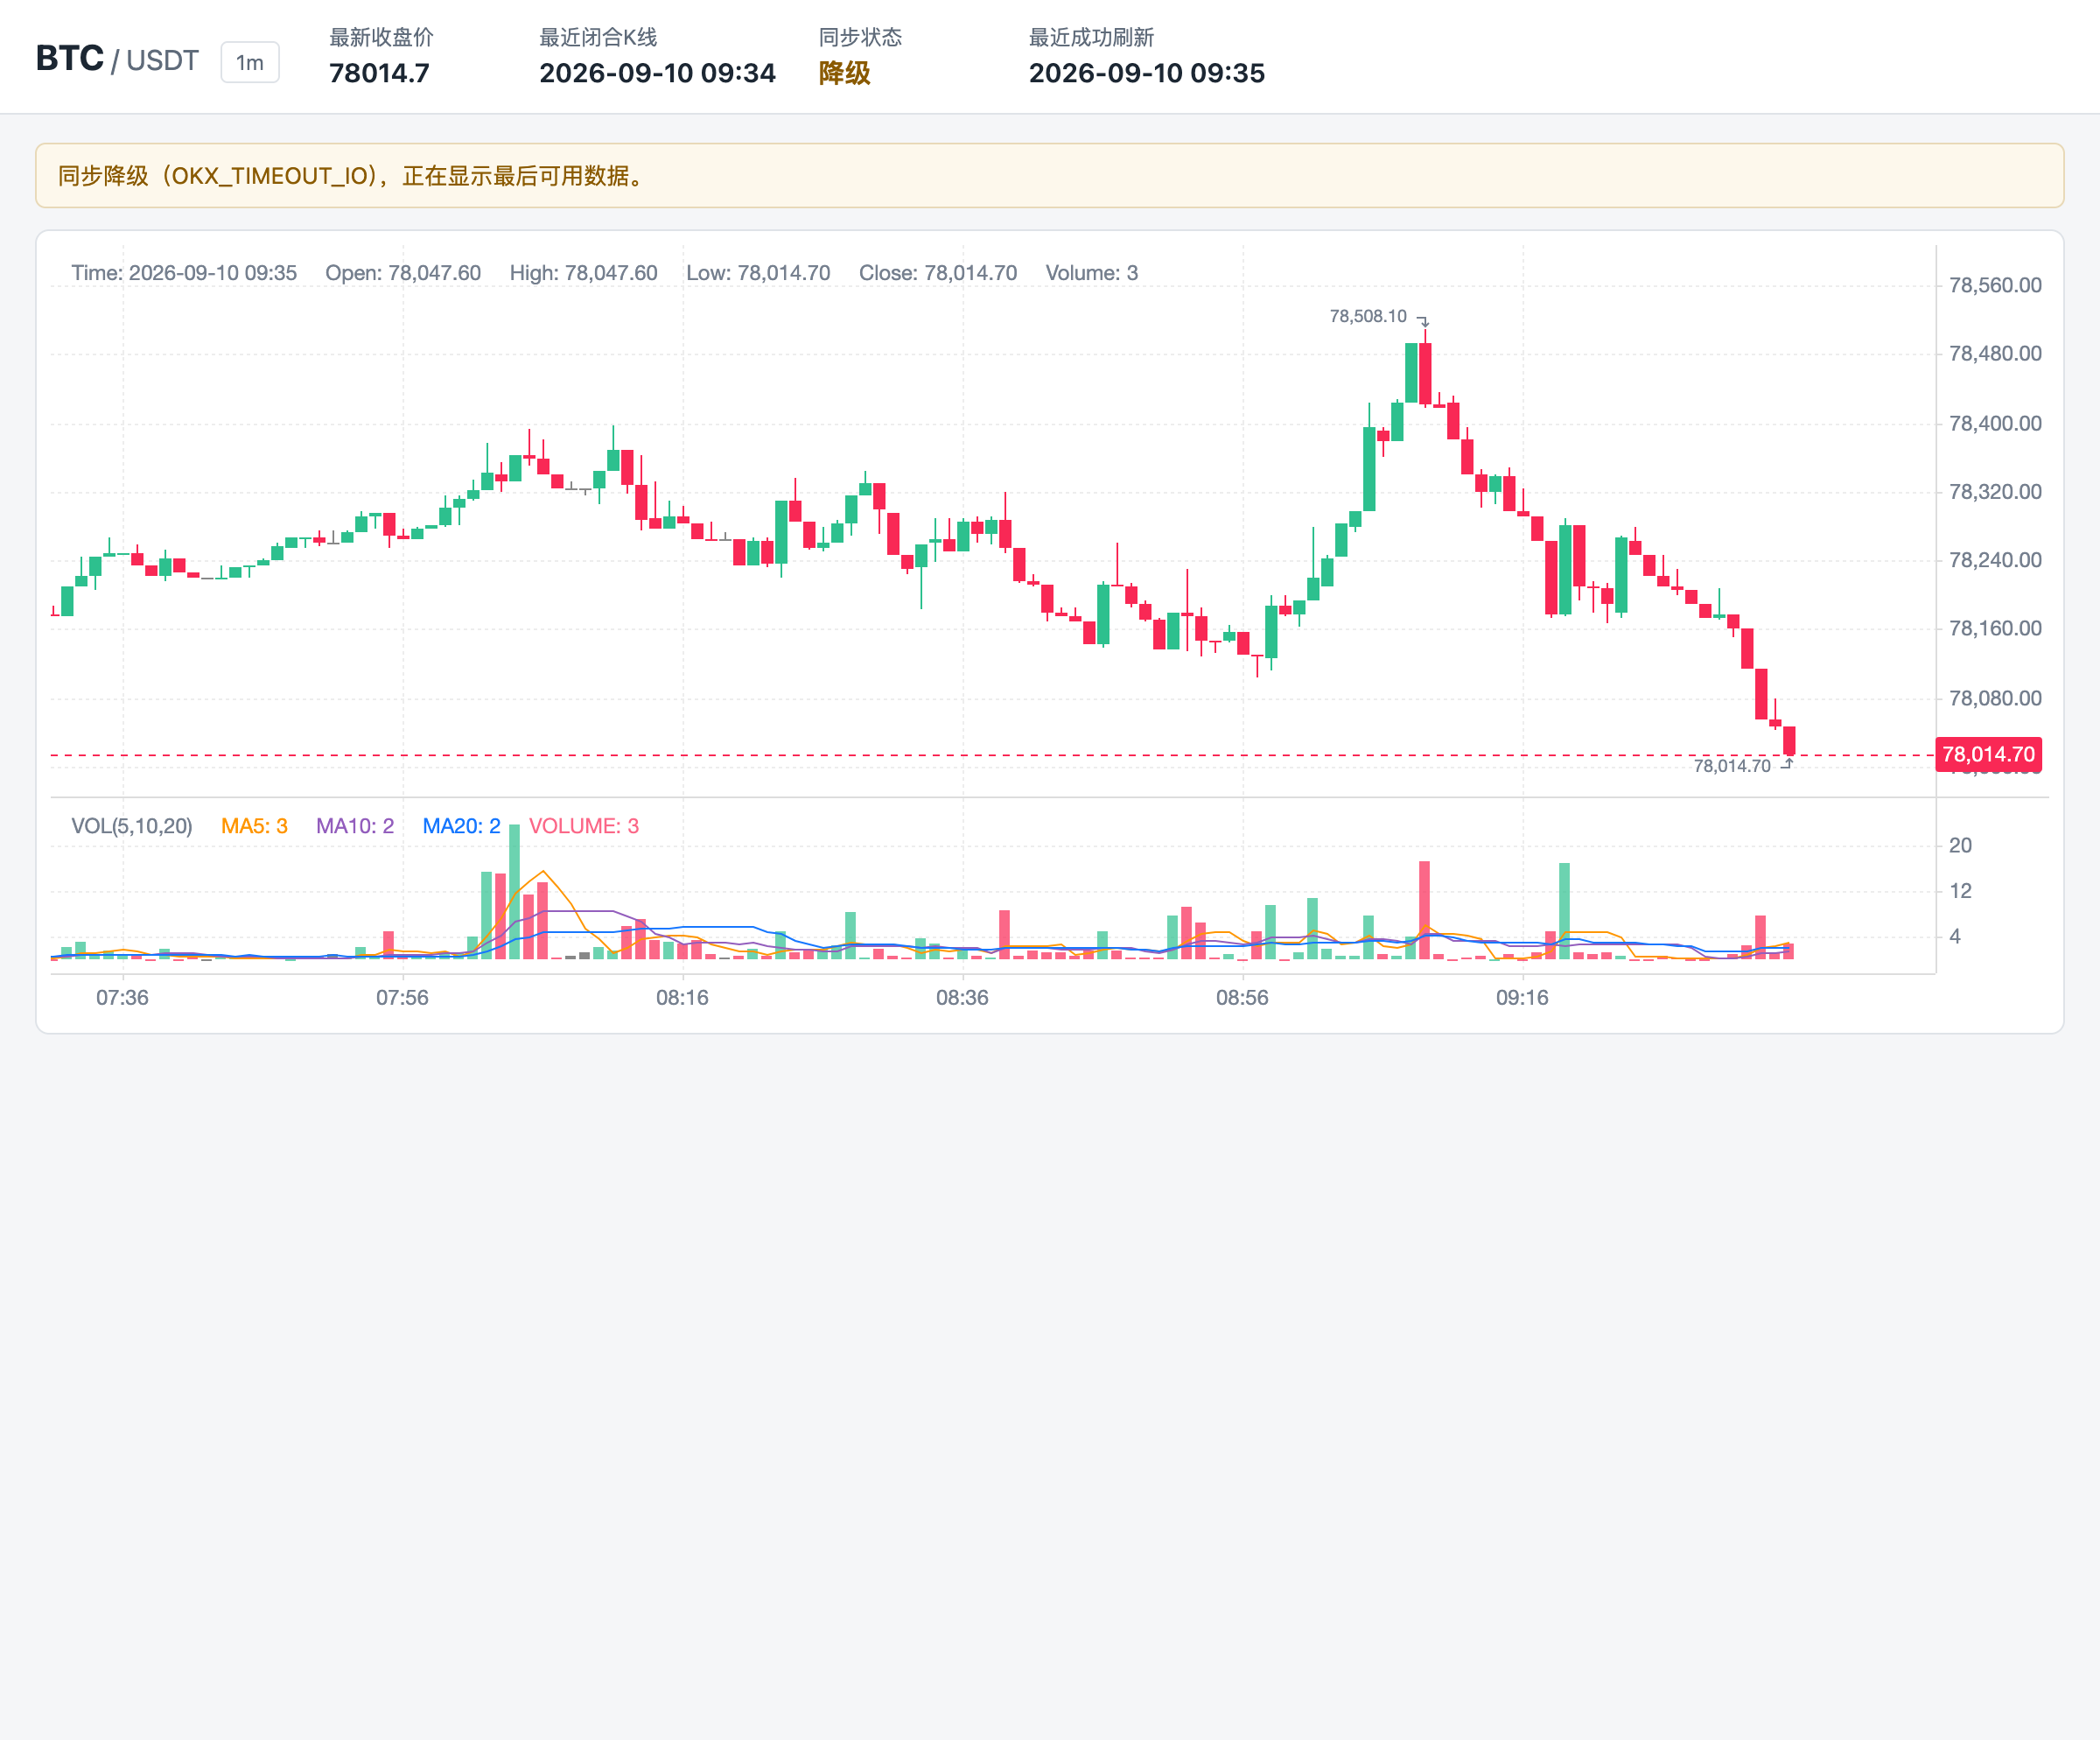 BTC / USDT 1m
最新收盘价 最近闭合K线 同步状态 最近成功刷新
78014.7 2026-09-10 09:34 降级 2026-09-10 09:35
同步降级（OKX_TIMEOUT_IO），正在显示最后可用数据。
Time: 2026-09-10 09:35 Open: 78,047.60 High: 78,047.60 Low: 78,014.70 Close: 78,014.70 Volume: 3
78,560.00
78,508.10
78,480.00
78,400.00
78,320.00
78,240.00
78,160.00
78,080.00
78,014.70
78,014.70
VOL(5,10,20) MA5: 3 MA10: 2 MA20: 2 VOLUME: 3
20
12
4
07:36 07:56 08:16 08:36 08:56 09:16